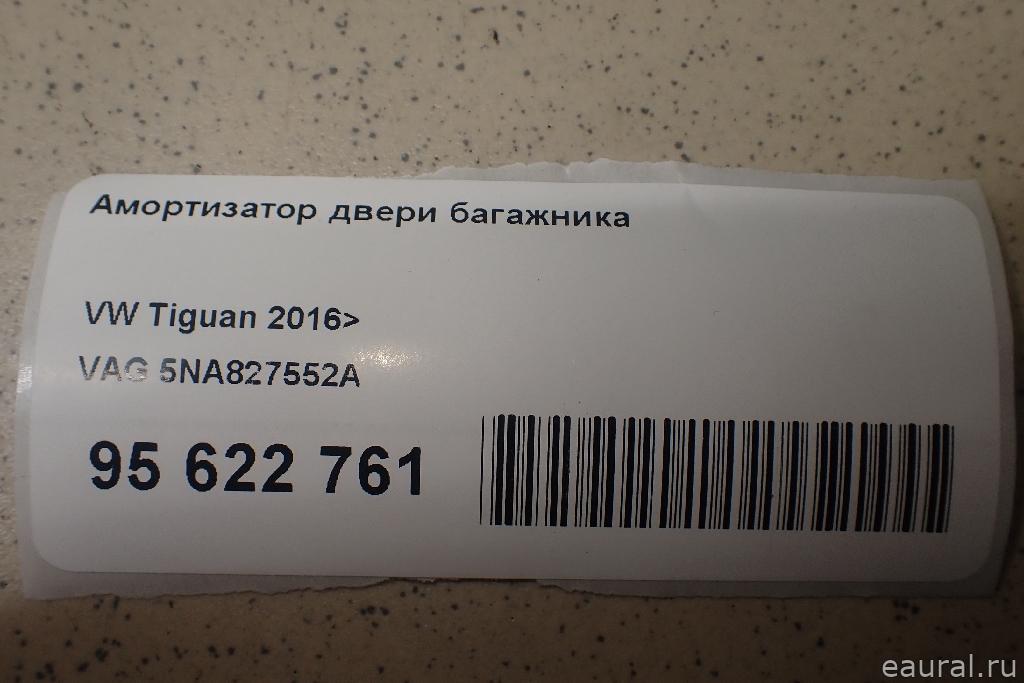 Амортизатор двери багажника
VW Tiguan 2016>
VAG 5NA827552A
95 622 761
eaural.ru